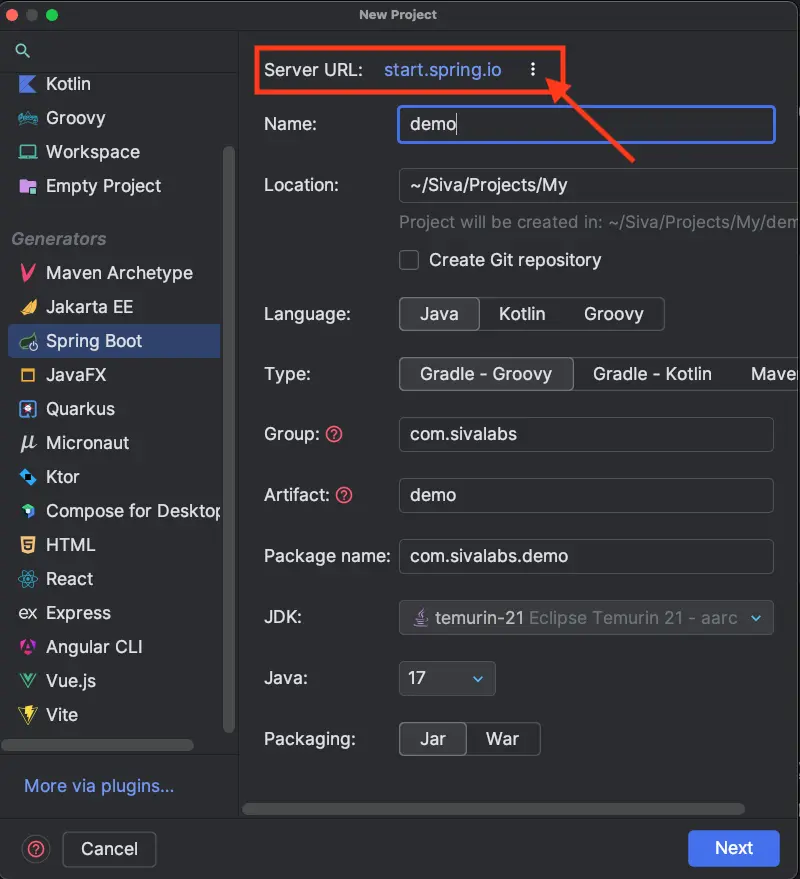 New Project
Kotlin
Groovy
Workspace
Empty Project
Generators
Maven Archetype
Jakarta EE
Spring Boot
JavaFX
Quarkus
Micronaut
Ktor
Compose for Desktop
HTML
React
ex Express
Angular CLI
Vue.js
Vite
More via plugins...
Server URL: start.spring.io
Name: demo
Location: ~/Siva/Projects/My
Project will be created in: ~/Siva/Projects/My/dem
Create Git repository
Language: Java Kotlin Groovy
Type: Gradle - Groovy Gradle - Kotlin Maven
Group: ? com.sivalabs
Artifact: ? demo
Package name: com.sivalabs.demo
JDK: temurin-21 Eclipse Temurin 21 - aarc
Java: 17
Packaging: Jar War
? Cancel Next